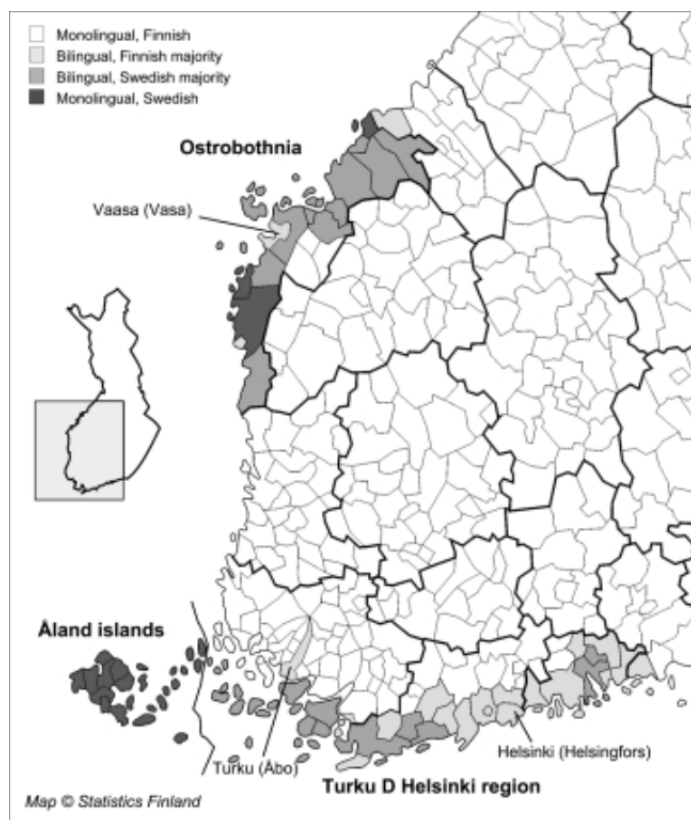 Monolingual, Finnish
Bilingual, Finnish majority
Bilingual, Swedish majority
Monolingual, Swedish
Ostrobothnia
Vaasa (Vasa)
Åland islands
Helsinki (Helsingfors)
Turku (Åbo)
Turku D Helsinki region
Map © Statistics Finland